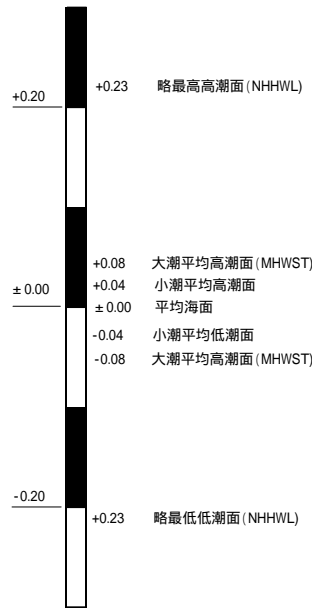 +0.23 略最高高潮面(NHHWL)
+0.20
+0.08 大潮平均高潮面(MHWST)
+0.04 小潮平均高潮面
± 0.00
± 0.00 平均海面
-0.04 小潮平均低潮面
-0.08 大潮平均高潮面(MHWST)
-0.20
+0.23 略最低低潮面(NHHWL)